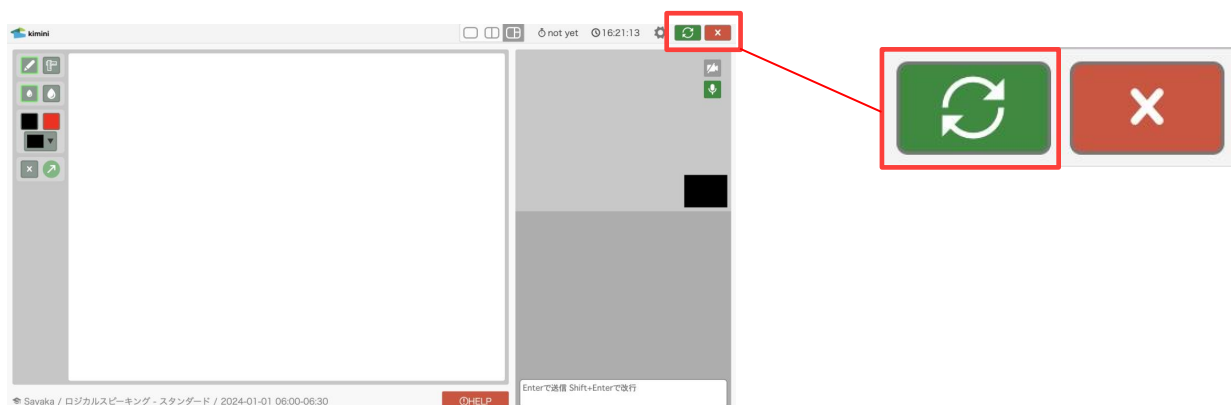 kimini
not yet 16:21:13
Enterで送信 Shift+Enterで改行
Sayaka / ロジカルスピーキング - スタンダード / 2024-01-01 06:00-06:30
HELP